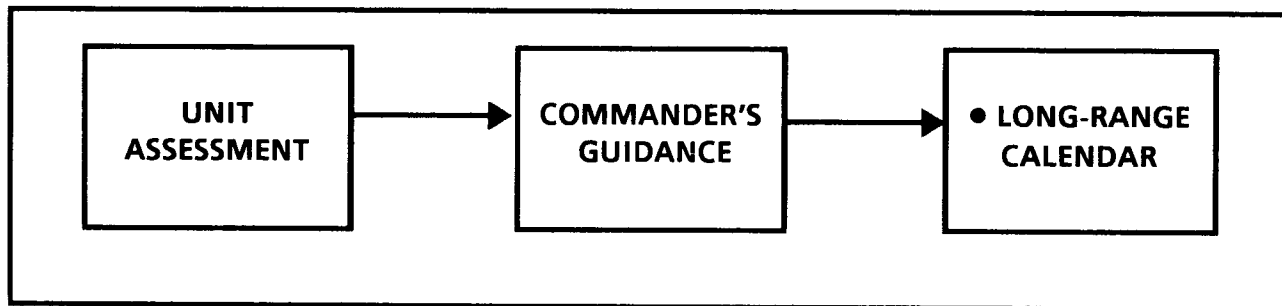 UNIT
ASSESSMENT
COMMANDER'S
GUIDANCE
● LONG-RANGE
CALENDAR